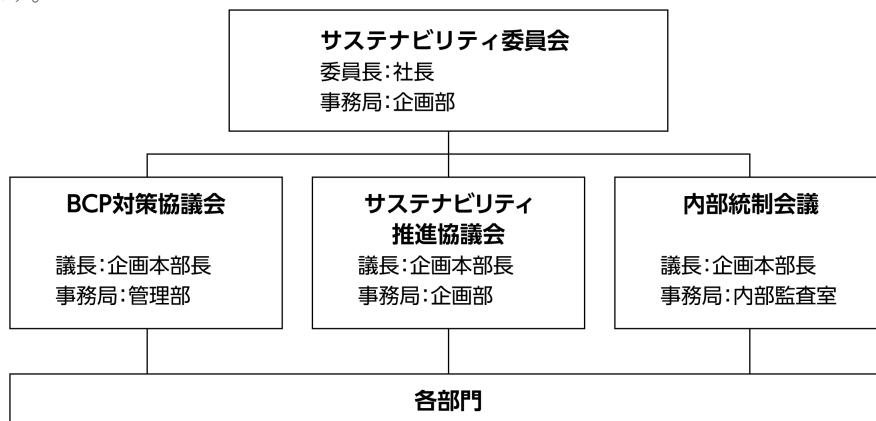 す。
サステナビリティ委員会
委員長:社長
事務局:企画部
BCP対策協議会
議長:企画本部長
事務局:管理部
サステナビリティ
推進協議会
議長:企画本部長
事務局:企画部
内部統制会議
議長:企画本部長
事務局:内部監査室
各部門